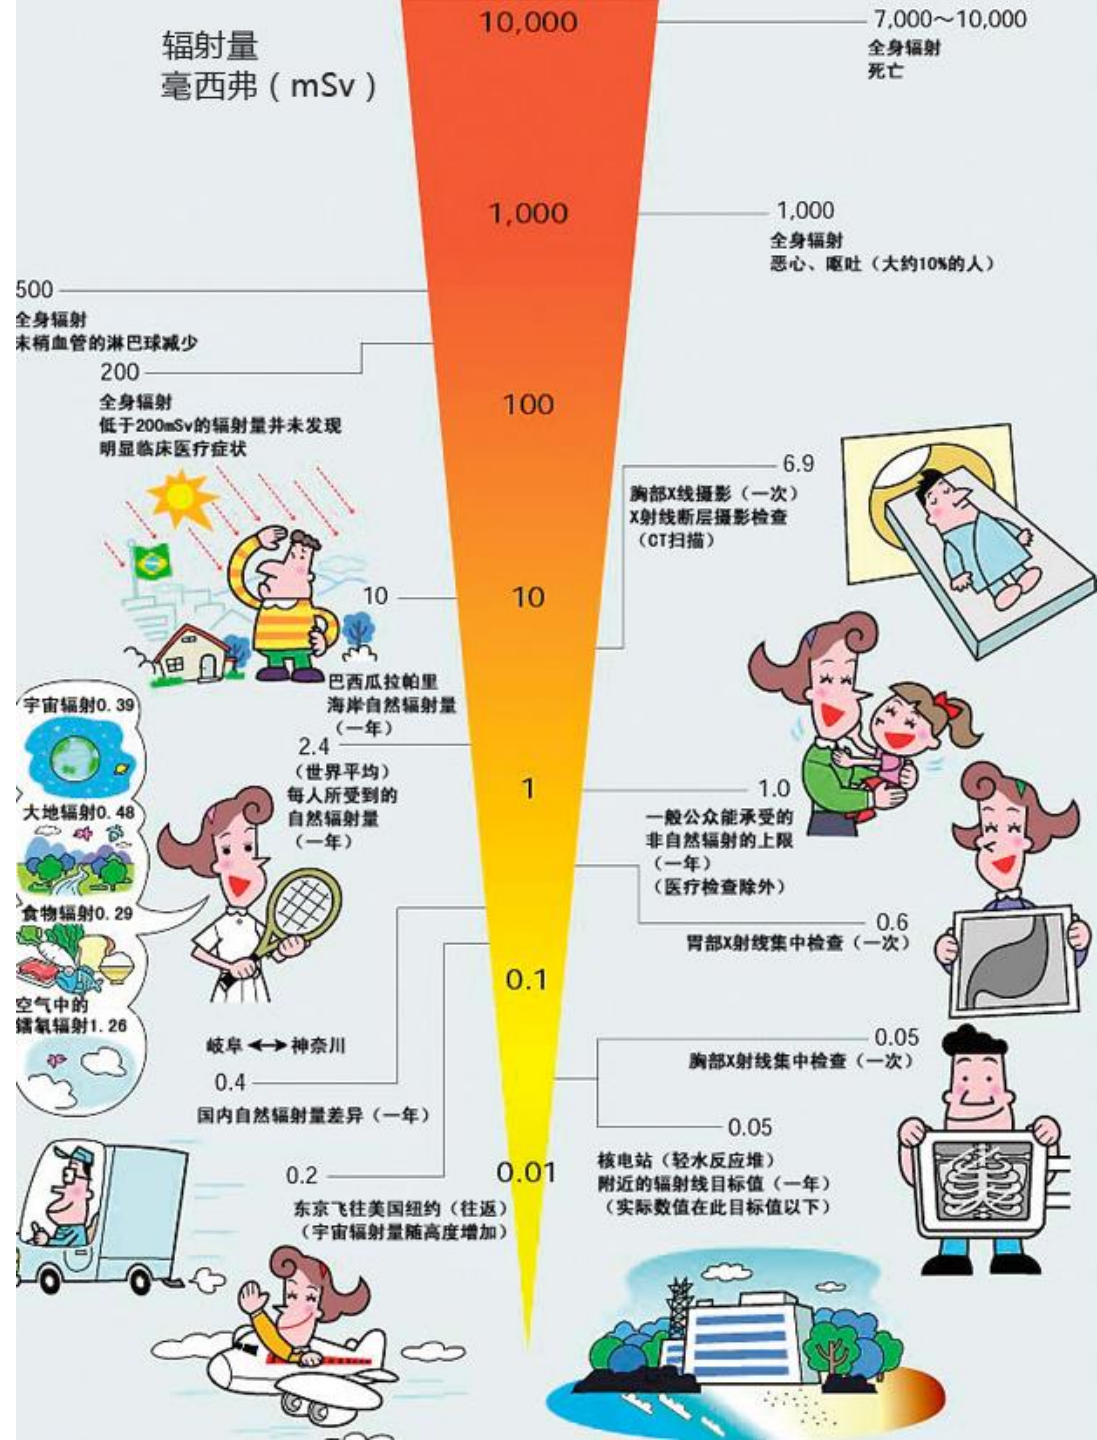 辐射量
毫西弗（mSv）
10,000
7,000～10,000
全身辐射
死亡
1,000
1,000
全身辐射
恶心、呕吐（大约10%的人）
500
全身辐射
末梢血管的淋巴球减少
200
全身辐射
低于200mSv的辐射量并未发现
明显临床医疗症状
100
6.9
胸部X线摄影（一次）
X射线断层摄影检查
（CT扫描）
10
10
巴西瓜拉帕里
海岸自然辐射量
（一年）
宇宙辐射0.39
大地辐射0.48
食物辐射0.29
空气中的
镭氡辐射1.26
2.4
（世界平均）
每人所受到的
自然辐射量
（一年）
1
1.0
一般公众能承受的
非自然辐射的上限
（一年）
（医疗检查除外）
0.6
胃部X射线集中检查（一次）
0.1
岐阜⟷神奈川
0.4
国内自然辐射量差异（一年）
0.05
胸部X射线集中检查（一次）
0.05
核电站（轻水反应堆）
附近的辐射线目标值（一年）
（实际数值在此目标值以下）
0.01
0.2
东京飞往美国纽约（往返）
（宇宙辐射量随高度增加）